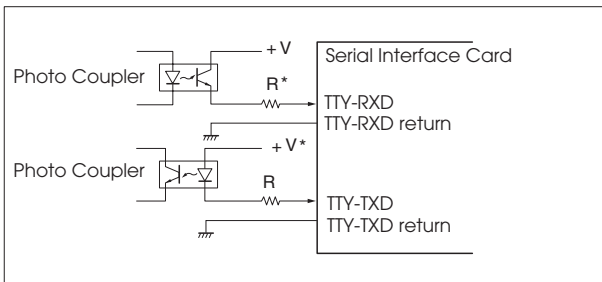 + V
Serial Interface Card
Photo Coupler
R*
TTY-RXD
TTY-RXD return
+ V*
Photo Coupler
R
TTY-TXD
TTY-TXD return